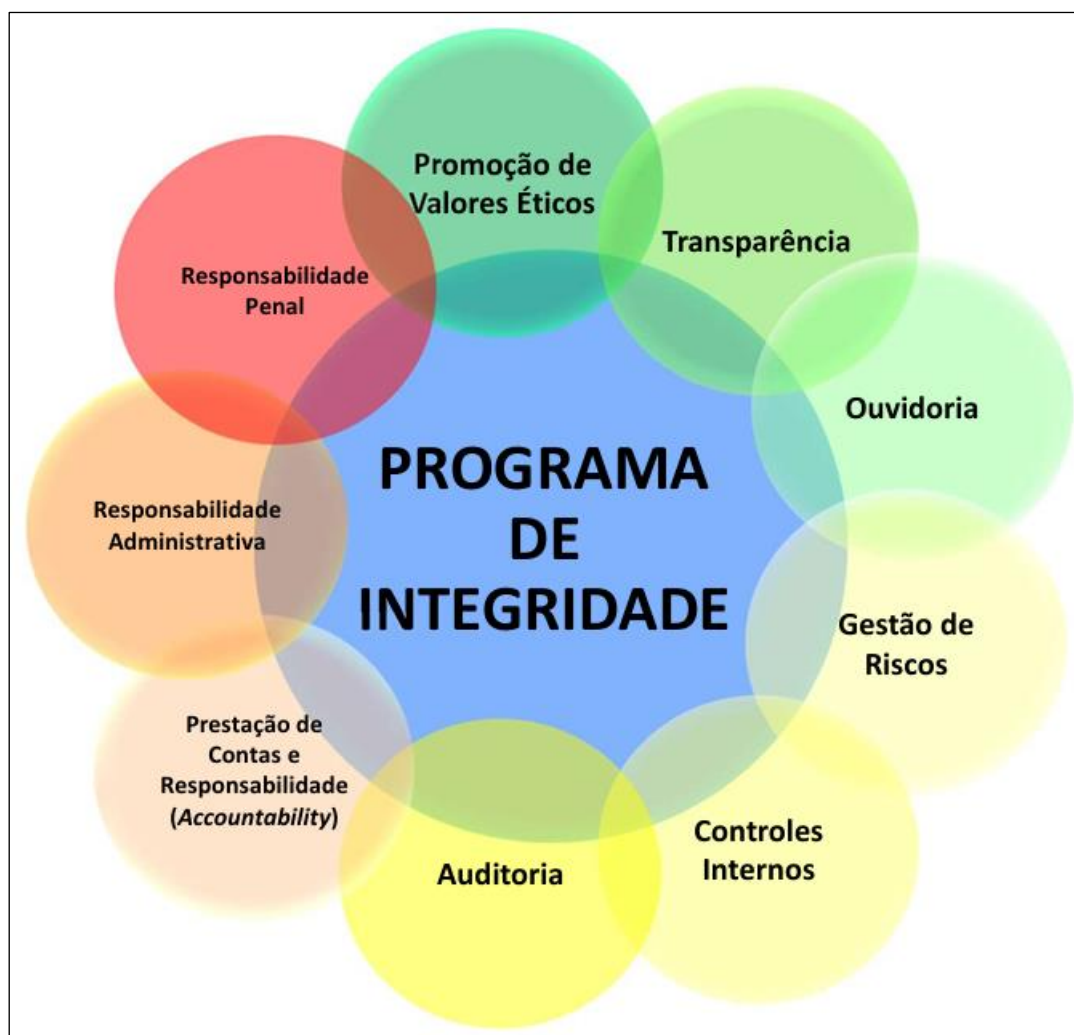 Promoção de
Valores Éticos
Transparência
Ouvidoria
Gestão de
Riscos
Controles
Internos
Auditoria
Prestação de
Contas e
Responsabilidade
(Accountability)
Responsabilidade
Administrativa
Responsabilidade
Penal
PROGRAMA
DE
INTEGRIDADE